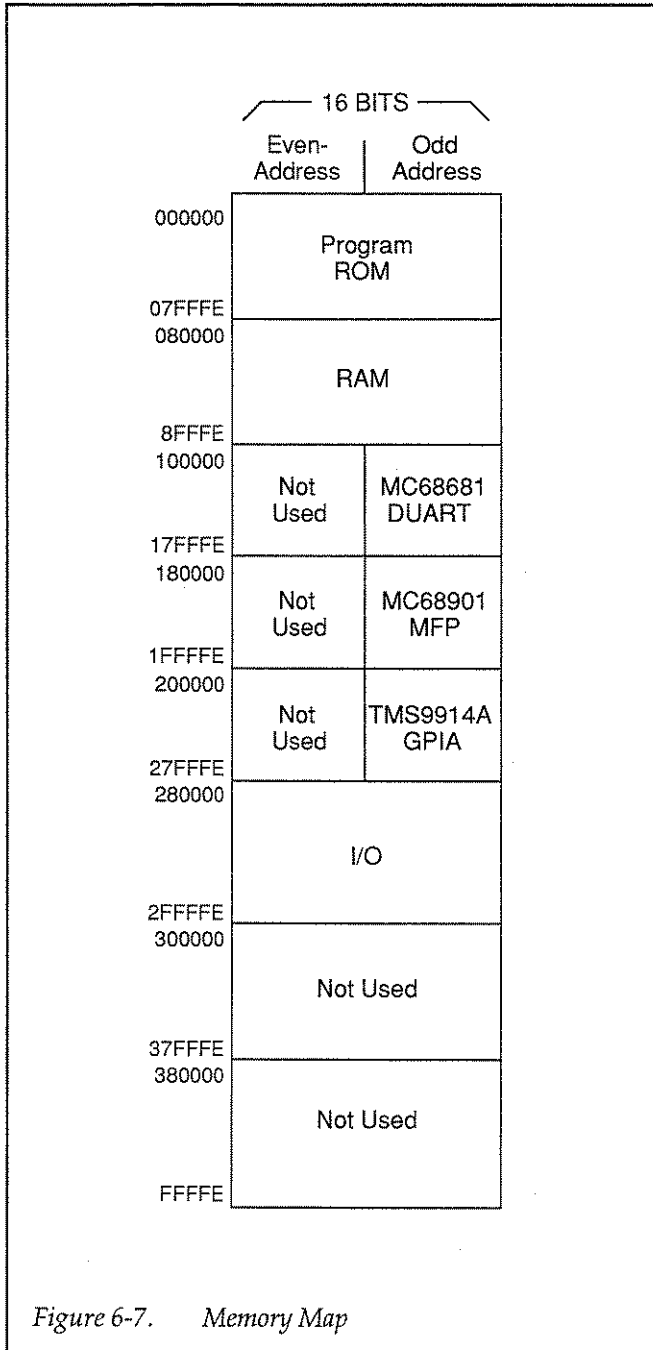 16 BITS
Even-Address
Odd Address
000000
Program ROM
07FFFE
080000
RAM
8FFFE
100000
Not Used
MC68681 DUART
17FFFE
180000
Not Used
MC68901 MFP
1FFFFE
200000
Not Used
TMS9914A GPIA
27FFFE
280000
I/O
2FFFFE
300000
Not Used
37FFFE
380000
Not Used
FFFFE
Figure 6-7. Memory Map